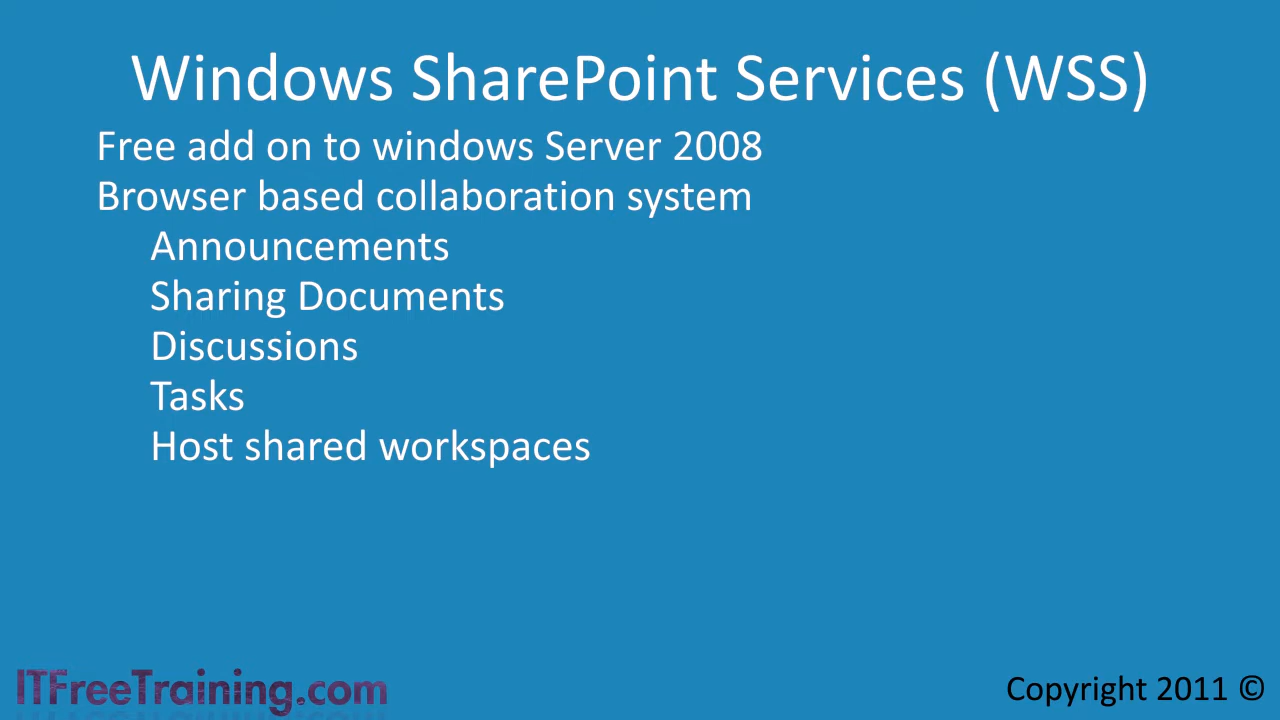 Windows SharePoint Services (WSS)
Free add on to windows Server 2008
Browser based collaboration system
Announcements
Sharing Documents
Discussions
Tasks
Host shared workspaces
ITFreeTraining.com
Copyright 2011 ©